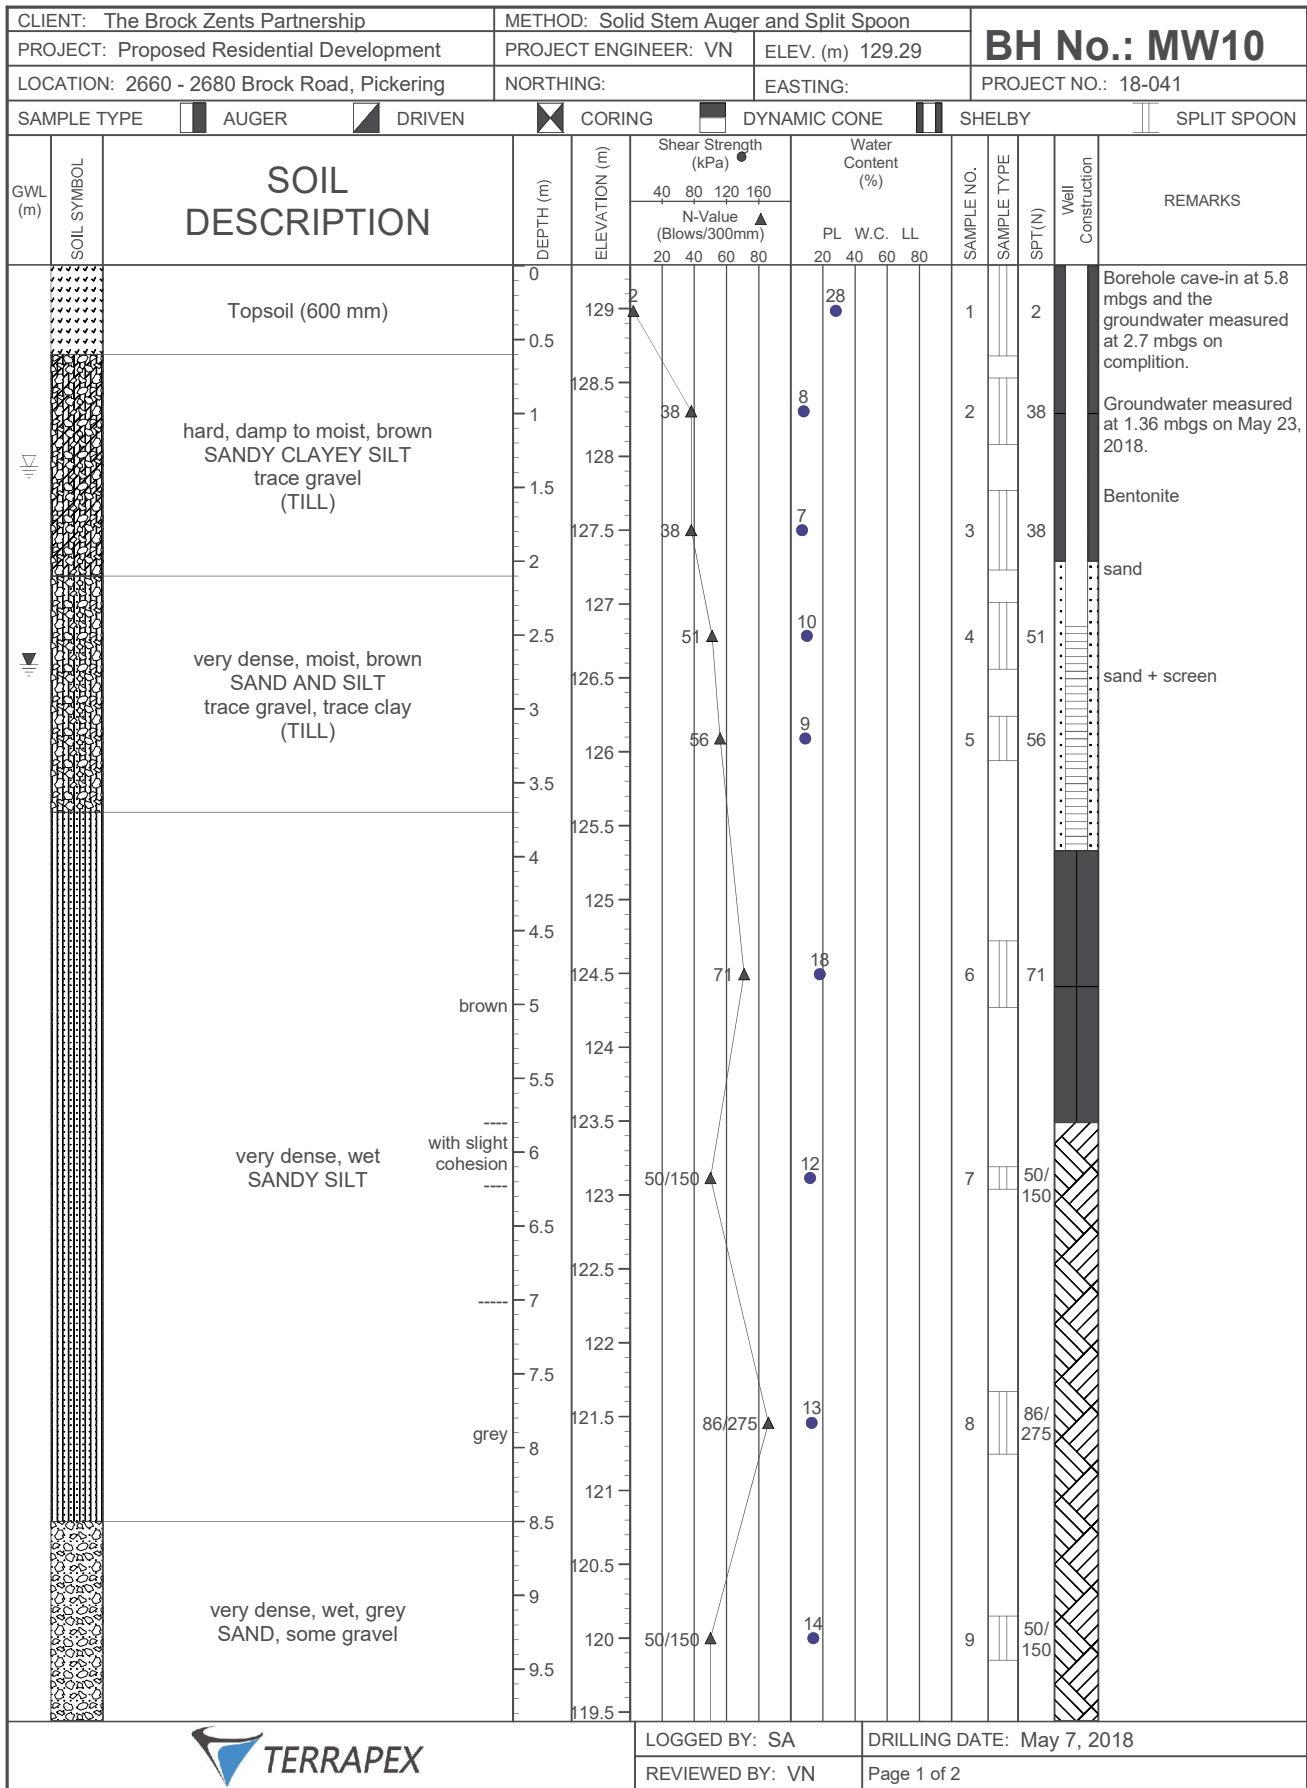 CLIENT: The Brock Zents Partnership
METHOD: Solid Stem Auger and Split Spoon
BH No.: MW10
PROJECT: Proposed Residential Development
PROJECT ENGINEER: VN
ELEV. (m) 129.29
LOCATION: 2660 - 2680 Brock Road, Pickering
NORTHING:
EASTING:
PROJECT NO.: 18-041
SAMPLE TYPE
AUGER
DRIVEN
CORING
DYNAMIC CONE
SHELBY
SPLIT SPOON
GWL
(m)
SOIL SYMBOL
SOIL
DESCRIPTION
DEPTH (m)
ELEVATION (m)
Shear Strength
(kPa)
40 80 120 160
N-Value
(Blows/300mm)
20 40 60 80
Water
Content
(%)
PL W.C. LL
20 40 60 80
SAMPLE NO.
SAMPLE TYPE
SPT(N)
Well
Construction
REMARKS
Topsoil (600 mm)
hard, damp to moist, brown
SANDY CLAYEY SILT
trace gravel
(TILL)
very dense, moist, brown
SAND AND SILT
trace gravel, trace clay
(TILL)
brown
----
with slight
cohesion
----
very dense, wet
SANDY SILT
-----
grey
very dense, wet, grey
SAND, some gravel
0
0.5
1
1.5
2
2.5
3
3.5
4
4.5
5
5.5
6
6.5
7
7.5
8
8.5
9
9.5
129
128.5
128
127.5
127
126.5
126
125.5
125
124.5
124
123.5
123
122.5
122
121.5
121
120.5
120
119.5
2
38
38
51
56
71
50/150
86/275
50/150
28
8
7
10
9
18
12
13
14
1
2
3
4
5
6
7
8
9
2
38
38
51
56
71
50/
150
86/
275
50/
150
Borehole cave-in at 5.8
mbgs and the
groundwater measured
at 2.7 mbgs on
complition.
Groundwater measured
at 1.36 mbgs on May 23,
2018.
Bentonite
sand
sand + screen
TERRAPEX
LOGGED BY: SA
DRILLING DATE: May 7, 2018
REVIEWED BY: VN
Page 1 of 2